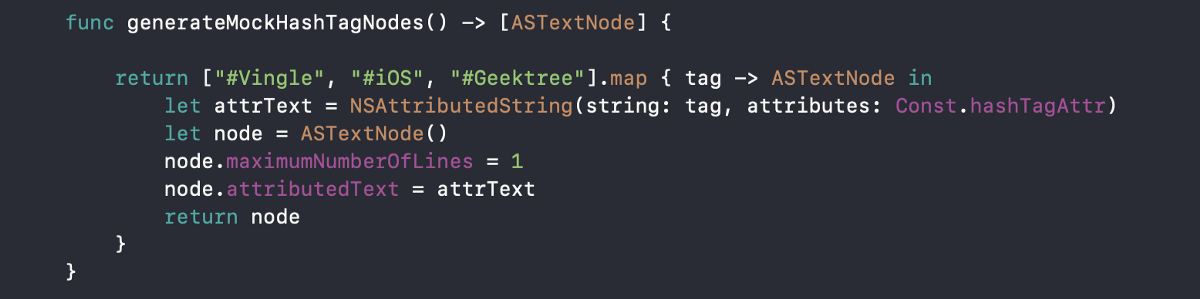 func generateMockHashTagNodes() -> [ASTextNode] {
return ["#Vingle", "#iOS", "#Geektree"].map { tag -> ASTextNode in
let attrText = NSAttributedString(string: tag, attributes: Const.hashTagAttr)
let node = ASTextNode()
node.maximumNumberOfLines = 1
node.attributedText = attrText
return node
}
}